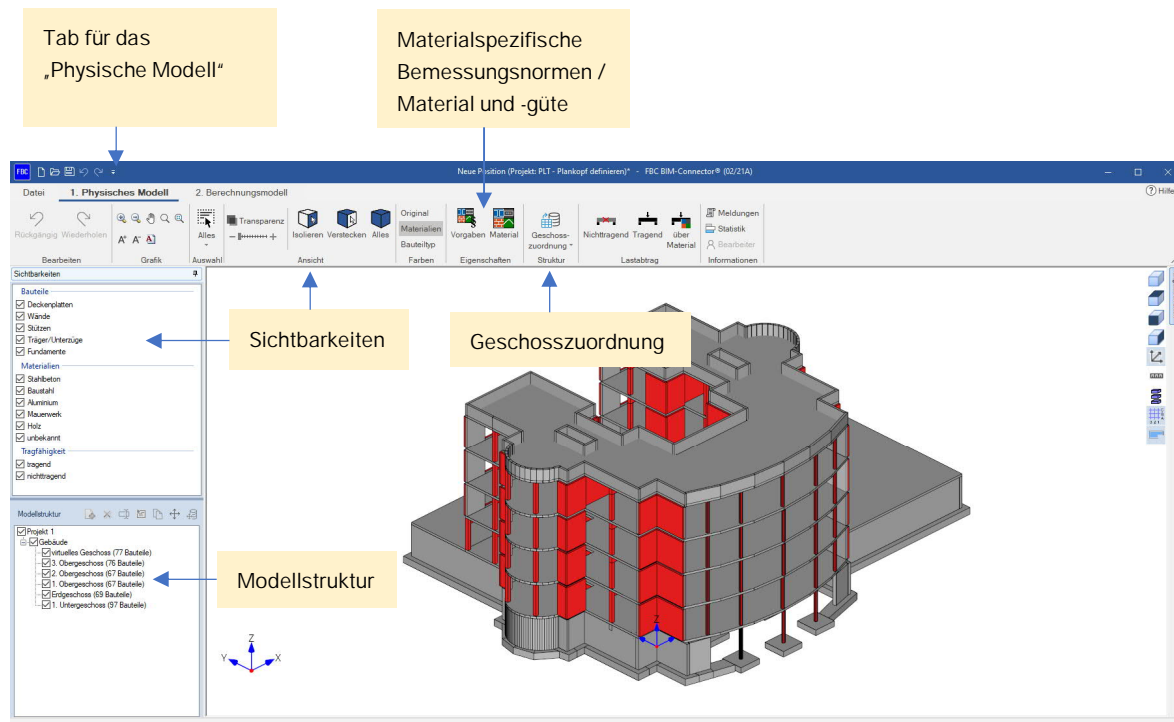 Tab für das
„Physische Modell“
Materialspezifische
Bemessungsnormen /
Material und -güte
FBC
Neue Position (Projekt: PLT - Plankopf definieren)* - FBC BIM-Connector® (02/21A)
Datei 1. Physisches Modell 2. Berechnungsmodell
? Hilfe
Rückgängig Wiederholen
Bearbeiten
Grafik
Alles
Auswahl
Transparenz
Isolieren Verstecken Alles
Ansicht
Original
Materialien
Bauteiltyp
Farben
Vorgaben Material
Eigenschaften
Geschoss-
zuordnung
Struktur
Nichttragend Tragend über
Material
Lastabtrag
Meldungen
Statistik
Bearbeiter
Informationen
Sichtbarkeiten
Bauteile
Deckenplatten
Wände
Stützen
Träger/Unterzüge
Fundamente
Materialien
Stahlbeton
Baustahl
Aluminium
Mauerwerk
Holz
unbekannt
Tragfähigkeit
tragend
nichttragend
Sichtbarkeiten
Geschosszuordnung
Modellstruktur
Projekt 1
Gebäude
virtuelles Geschoss (77 Bauteile)
3. Obergeschoss (76 Bauteile)
2. Obergeschoss (67 Bauteile)
1. Obergeschoss (67 Bauteile)
Erdgeschoss (69 Bauteile)
1. Untergeschoss (97 Bauteile)
Modellstruktur
Z
Y X
Z